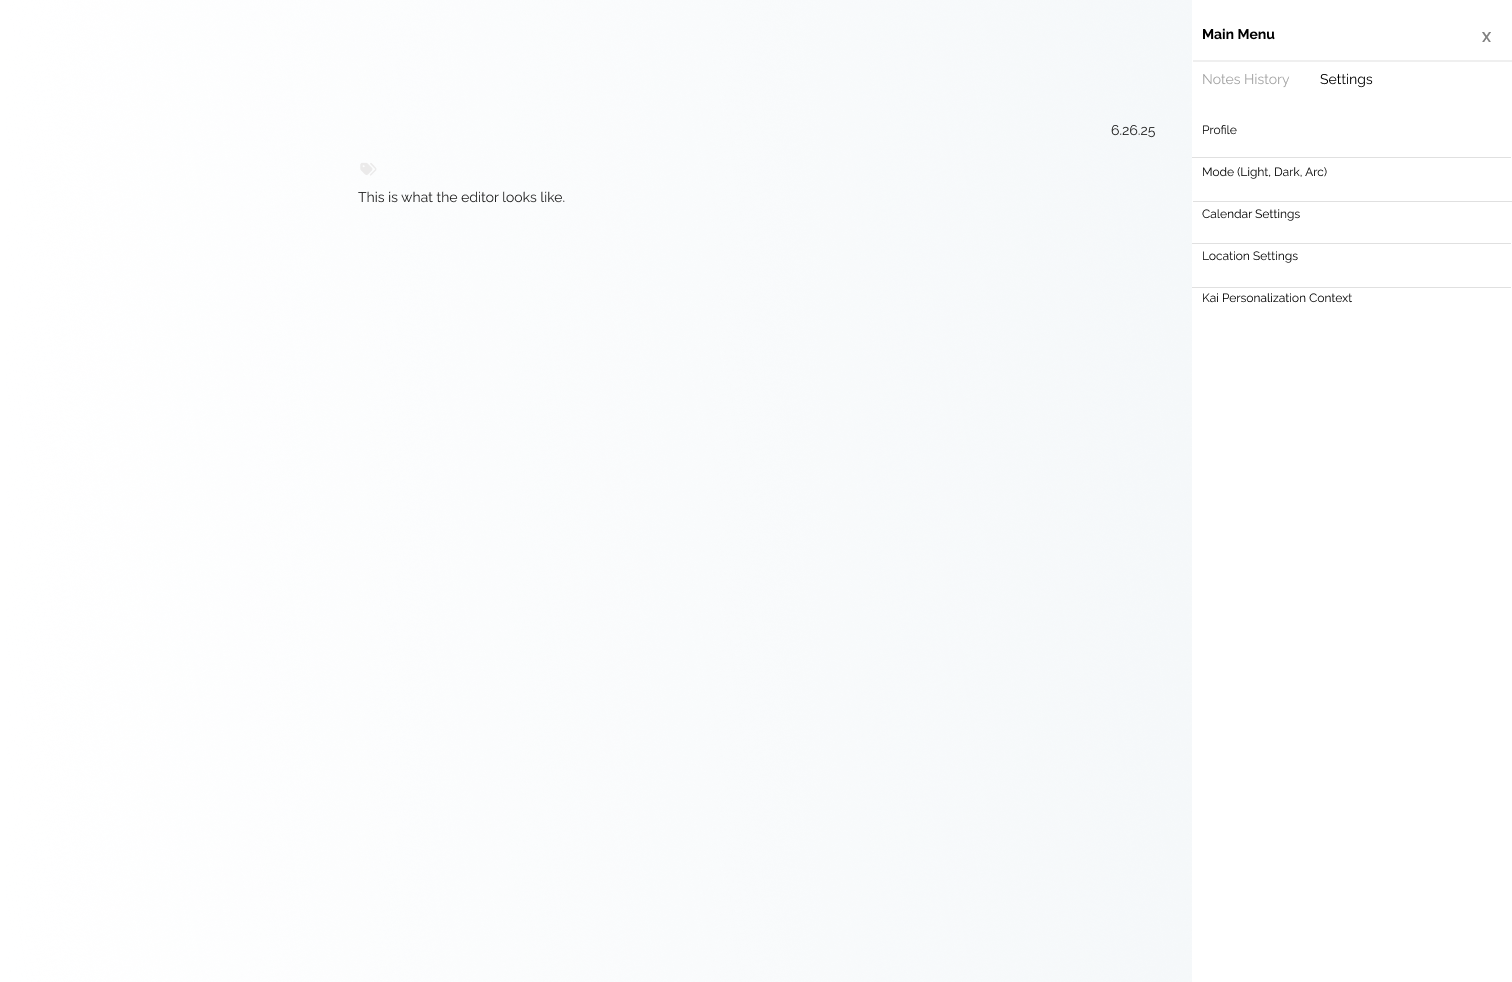 Main Menu
X
Notes History
Settings
6.26.25
This is what the editor looks like.
Profile
Mode (Light, Dark, Arc)
Calendar Settings
Location Settings
Kai Personalization Context